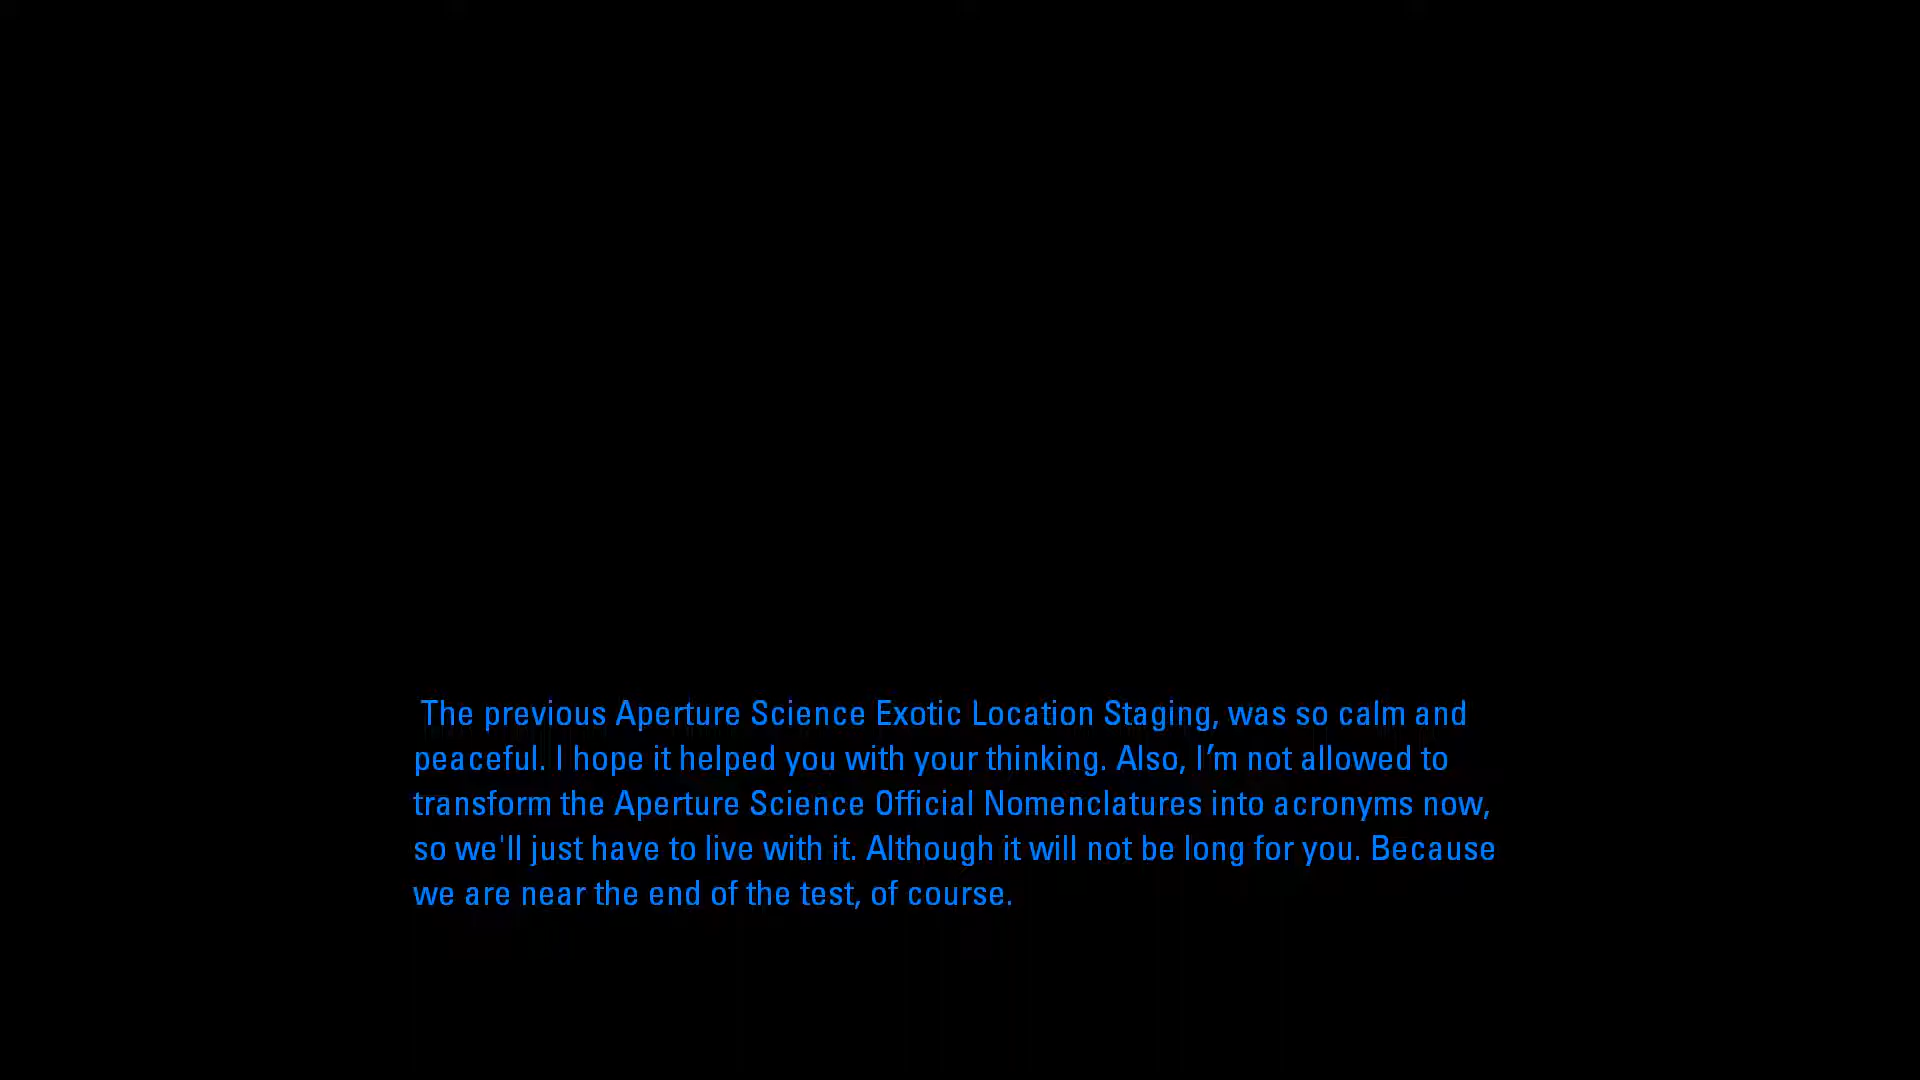 The previous Aperture Science Exotic Location Staging, was so calm and
peaceful. I hope it helped you with your thinking. Also, I’m not allowed to
transform the Aperture Science Official Nomenclatures into acronyms now,
so we'll just have to live with it. Although it will not be long for you. Because
we are near the end of the test, of course.